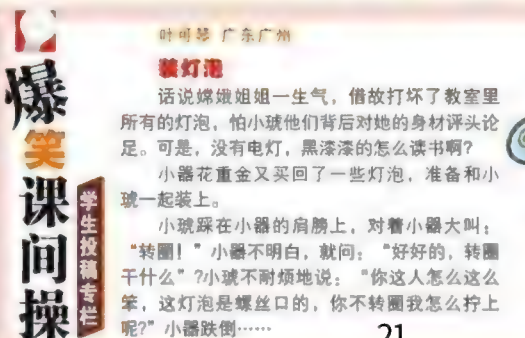 爆笑课间操
学生投稿专栏
叶可琴 广东广州
装灯泡
话说嫦娥姐姐一生气，借故打坏了教室里
所有的灯泡，怕小琥他们背后对她的身材评头论
足。可是，没有电灯，黑漆漆的怎么读书啊？
小器花重金又买回了一些灯泡，准备和小
琥一起装上。
小琥踩在小器的肩膀上，对着小器大叫：
“转圈！”小器不明白，就问：“好好的，转圈
干什么”?小琥不耐烦地说：“你这人怎么这么
笨，这灯泡是螺丝口的，你不转圈我怎么拧上
呢?”小器跌倒……
21